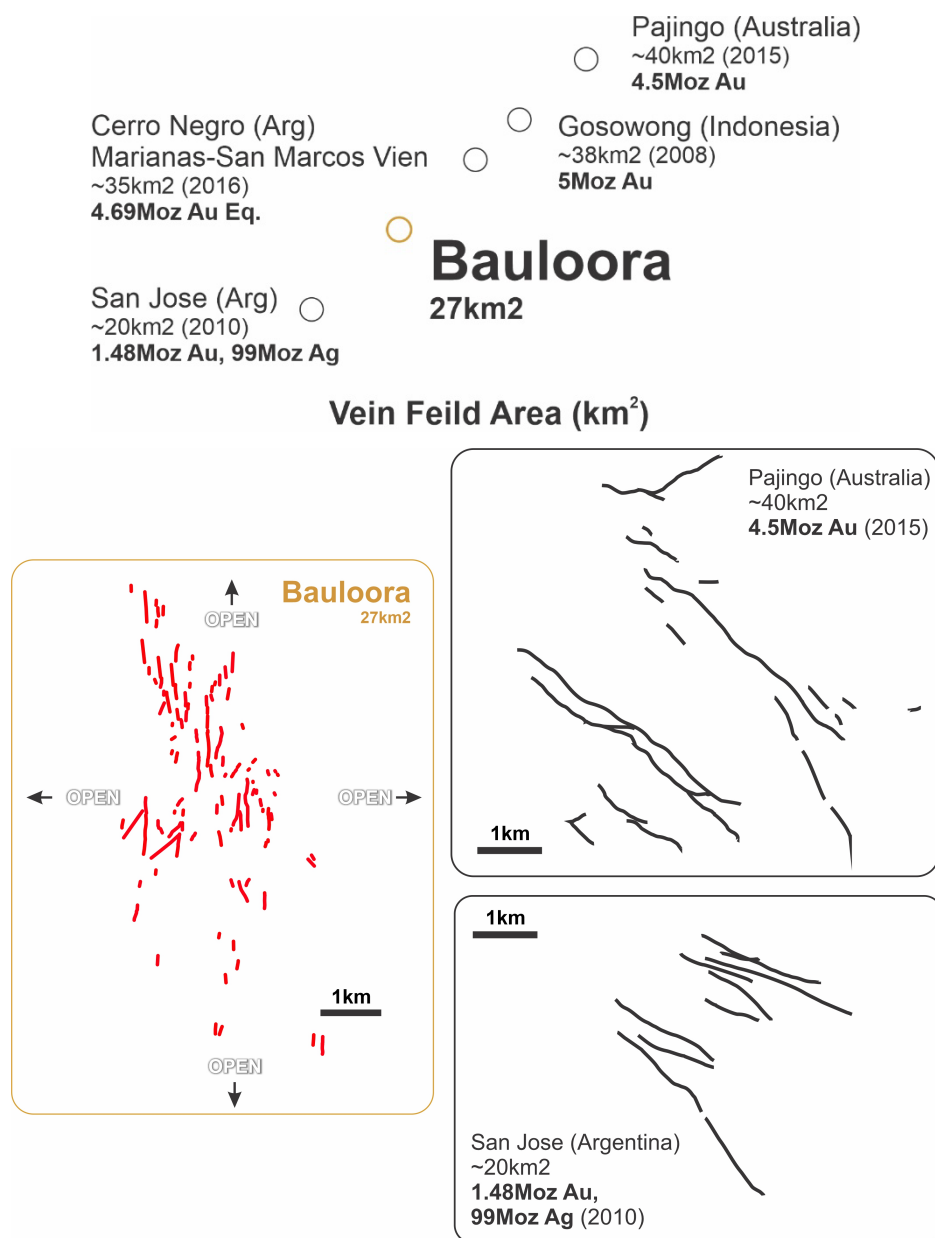 Pajingo (Australia)
~40km2 (2015)
4.5Moz Au
Cerro Negro (Arg)
Marianas-San Marcos Vien
~35km2 (2016)
4.69Moz Au Eq.
Gosowong (Indonesia)
~38km2 (2008)
5Moz Au
Bauloora
27km2
San Jose (Arg)
~20km2 (2010)
1.48Moz Au, 99Moz Ag
Vein Feild Area (km²)
Bauloora
27km2
OPEN
OPEN
OPEN
1km
OPEN
Pajingo (Australia)
~40km2
4.5Moz Au (2015)
1km
1km
San Jose (Argentina)
~20km2
1.48Moz Au,
99Moz Ag (2010)